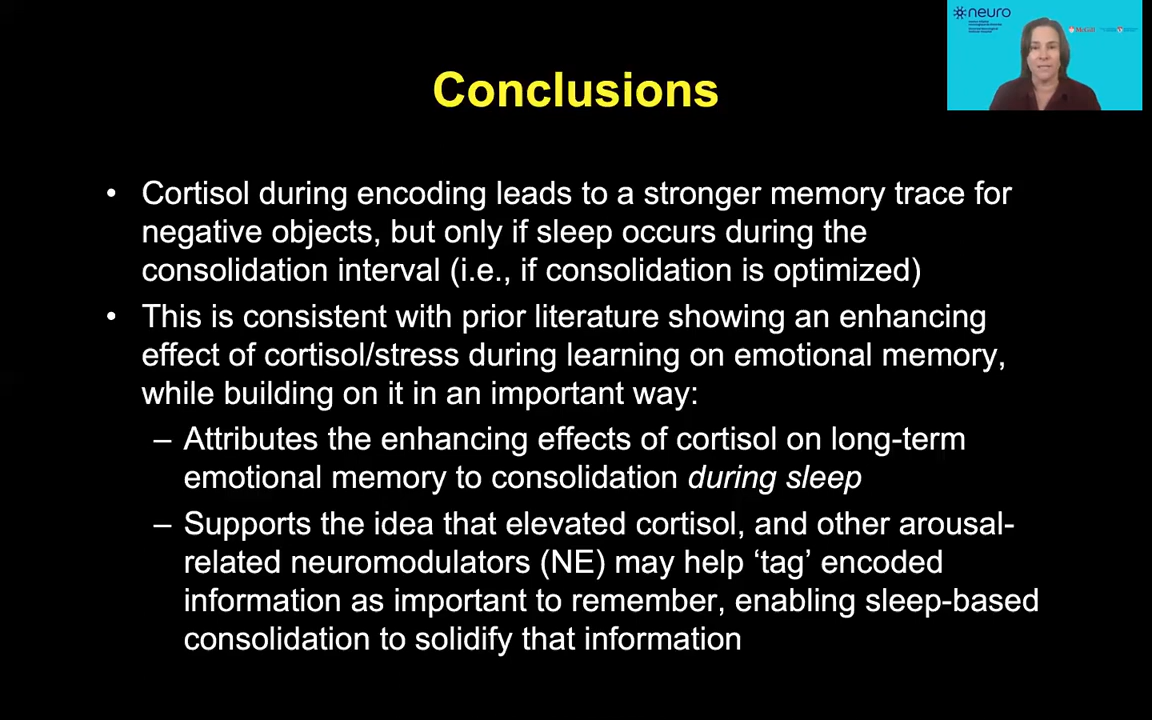 neuro
McGill
Conclusions
• Cortisol during encoding leads to a stronger memory trace for
negative objects, but only if sleep occurs during the
consolidation interval (i.e., if consolidation is optimized)
• This is consistent with prior literature showing an enhancing
effect of cortisol/stress during learning on emotional memory,
while building on it in an important way:
– Attributes the enhancing effects of cortisol on long-term
emotional memory to consolidation during sleep
– Supports the idea that elevated cortisol, and other arousal-
related neuromodulators (NE) may help ‘tag’ encoded
information as important to remember, enabling sleep-based
consolidation to solidify that information